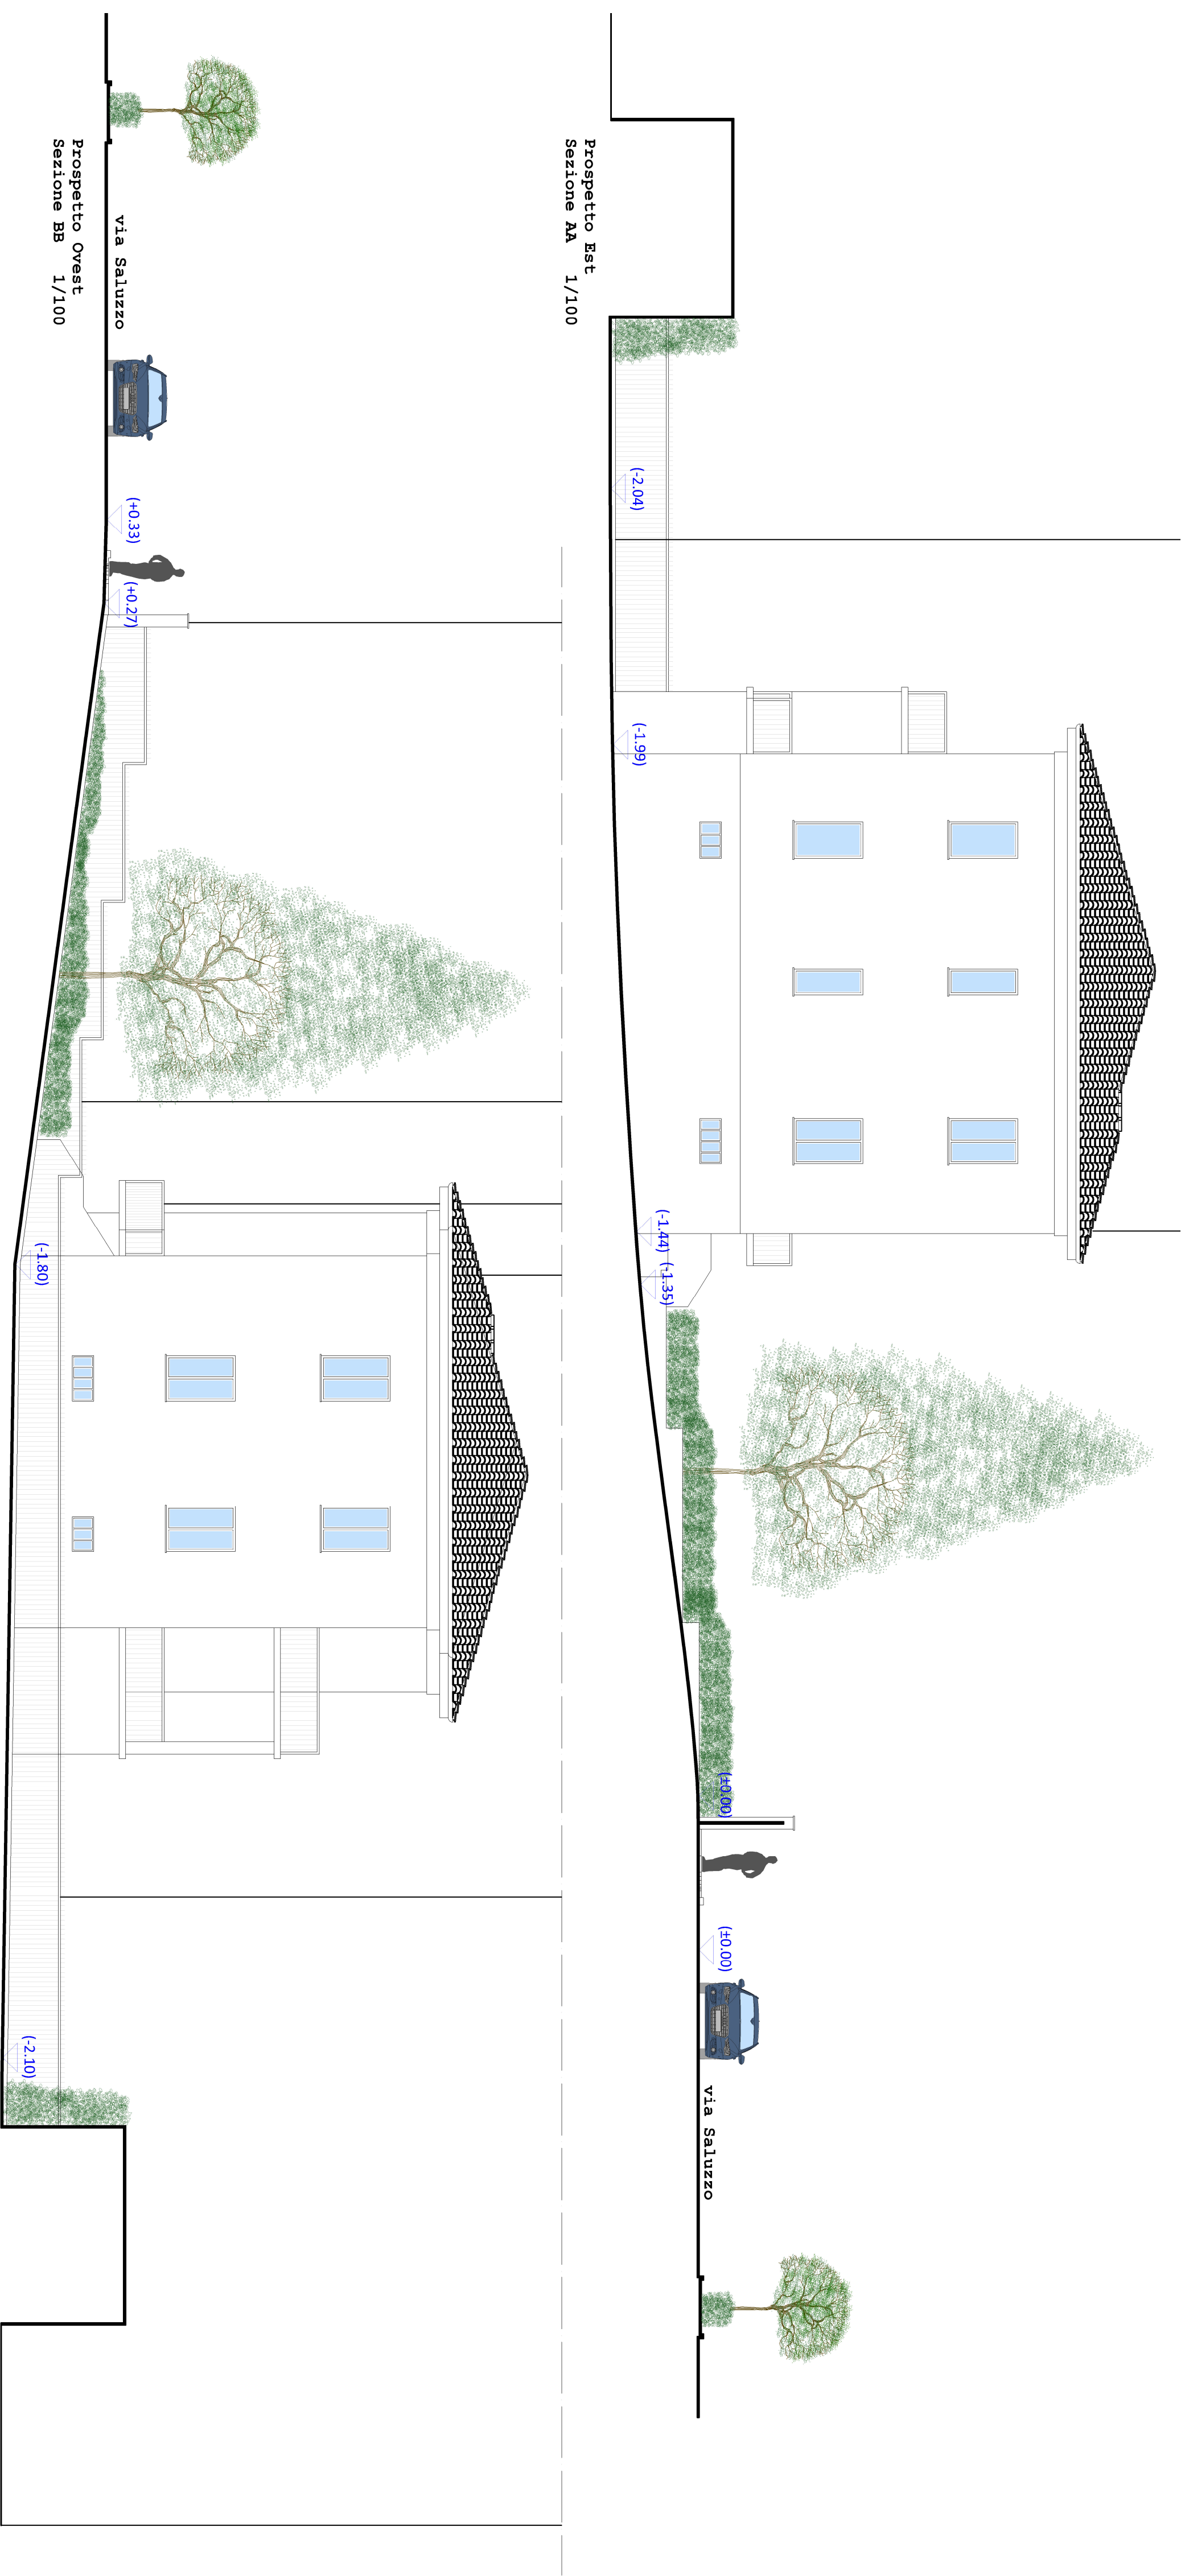 (-2.04)
(-1.99)
(-1.44)
(-1.35)
(±0.00)
(±0.00)
via Saluzzo
Prospetto Est
Sezione AA 1/100
via Saluzzo
(+0.33)
(+0.27)
(-1.80)
(-2.10)
Prospetto Ovest
Sezione BB 1/100